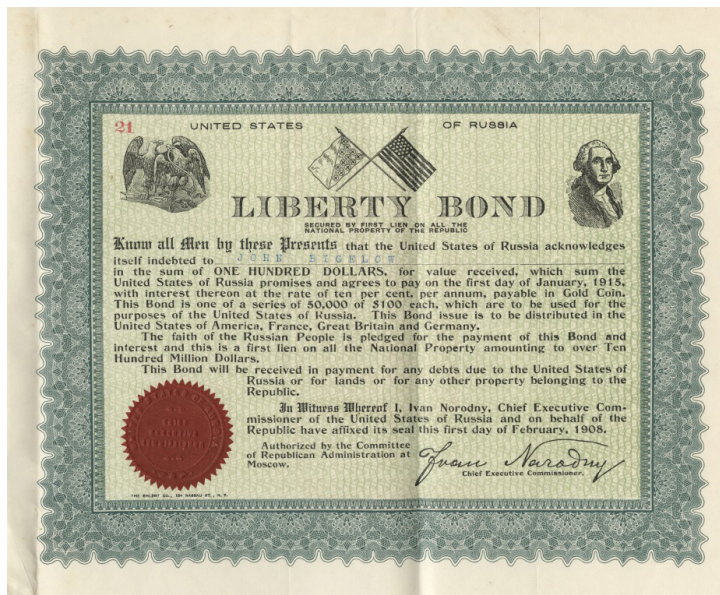 21
UNITED STATES OF RUSSIA
LIBERTY BOND
SECURED BY FIRST LIEN ON ALL THE
NATIONAL PROPERTY OF THE REPUBLIC
Know all Men by these Presents that the United States of Russia acknowledges
itself indebted to JOHN BIGELOW
in the sum of ONE HUNDRED DOLLARS, for value received, which sum the
United States of Russia promises and agrees to pay on the first day of January, 1915,
with interest thereon at the rate of ten per cent. per annum, payable in Gold Coin.
This Bond is one of a series of 50,000 of $100 each, which are to be used for the
purposes of the United States of Russia. This Bond issue is to be distributed in the
United States of America, France, Great Britain and Germany.
The faith of the Russian People is pledged for the payment of this Bond and
interest and this is a first lien on all the National Property amounting to over Ten
Hundred Million Dollars.
This Bond will be received in payment for any debts due to the United States of
Russia or for lands or for any other property belonging to the
Republic.
In Witness Whereof I, Ivan Norodny, Chief Executive Com-
missioner of the United States of Russia and on behalf of the
Republic have affixed its seal this first day of February, 1908.
Authorized by the Committee
of Republican Administration at
Moscow.
Ivan Narodny
Chief Executive Commissioner.